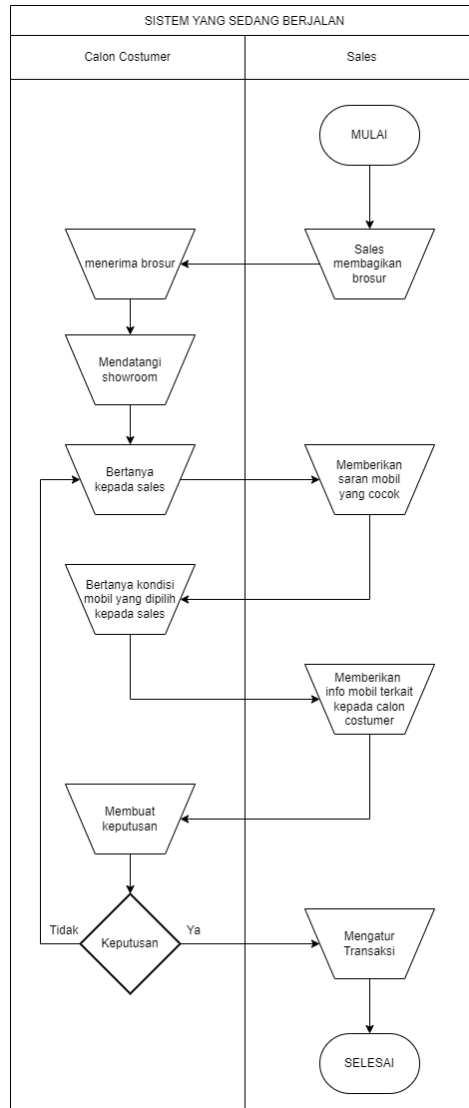 SISTEM YANG SEDANG BERJALAN
Calon Costumer
Sales
MULAI
Sales
membagikan
brosur
menerima brosur
Mendatangi
showroom
Bertanya
kepada sales
Memberikan
saran mobil
yang cocok
Bertanya kondisi
mobil yang dipilih
kepada sales
Memberikan
info mobil terkait
kepada calon
costumer
Membuat
keputusan
Tidak
Keputusan
Ya
Mengatur
Transaksi
SELESAI